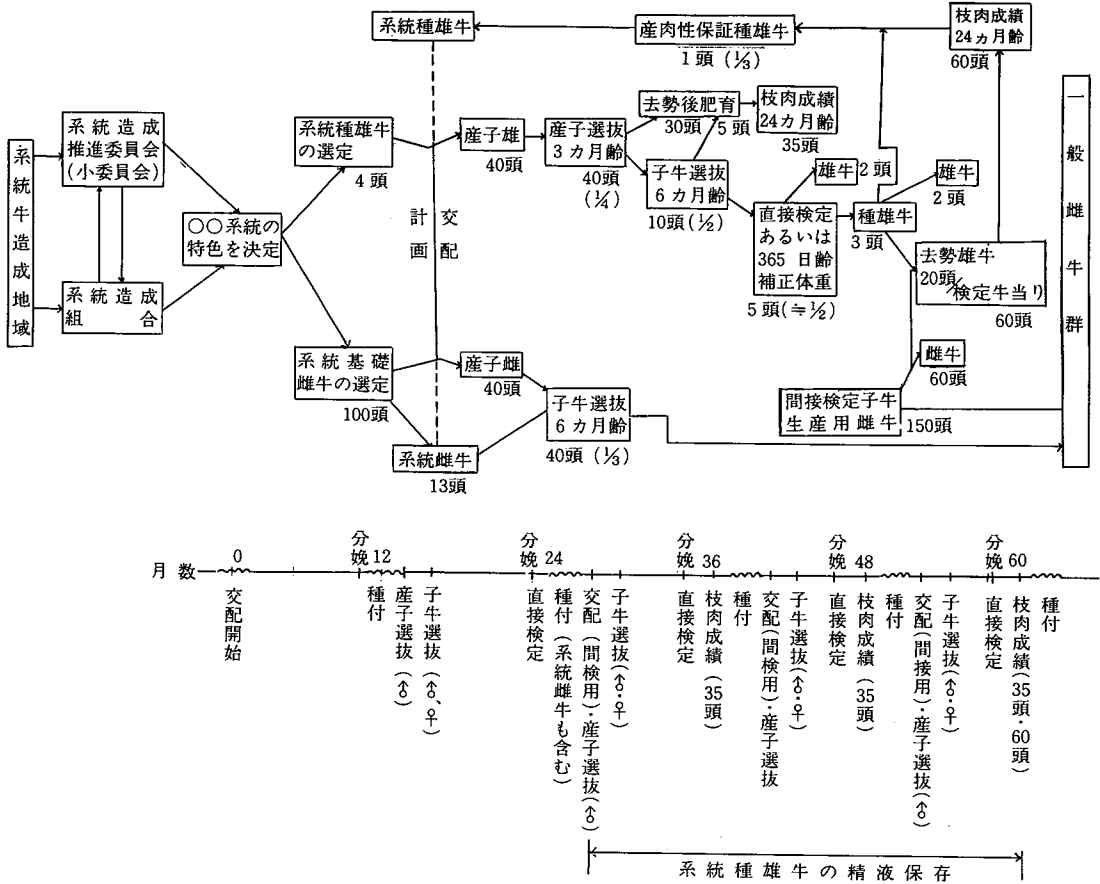 系統種雄牛
産肉性保証種雄牛
1頭(⅓)
枝肉成績
24ヵ月齢
60頭
系統牛造成地域
系統造成
推進委員会
(小委員会)
系統造成
組合
○○系統の
特色を決定
系統種雄牛
の選定
4頭
産子雄
40頭
産子選抜
3ヵ月齢
40頭
(¼)
去勢後肥育
30頭
5頭
枝肉成績
24カ月齢
35頭
子牛選抜
6カ月齢
10頭(½)
雄牛
2頭
直接検定
あるいは
365日齢
補正体重
5頭(≒½)
種雄牛
3頭
雄牛
2頭
去勢雄牛
20頭/検定牛当り
60頭
計画
交配
系統基礎
雌牛の選定
100頭
産子雌
40頭
系統雌牛
13頭
子牛選抜
6カ月齢
40頭(⅓)
雌牛
60頭
間接検定子牛
生産用雌牛
150頭
一般雌牛群
月数
0
分娩
12
分娩
24
分娩
36
分娩
48
分娩
60
交配開始
種付
産子選抜(♂)
子牛選抜(♂、♀)
直接検定
種付(系統雌牛も含む)
交配(間検用)・産子選抜(♂)
子牛選抜(♂・♀)
直接検定
枝肉成績(35頭)
種付
交配(間検用)・産子選抜
子牛選抜(♂・♀)
直接検定
枝肉成績(35頭)
種付
交配(間接用)・産子選抜(♂)
子牛選抜(♂・♀)
直接検定
枝肉成績(35頭・60頭)
種付
系統種雄牛の精液保存